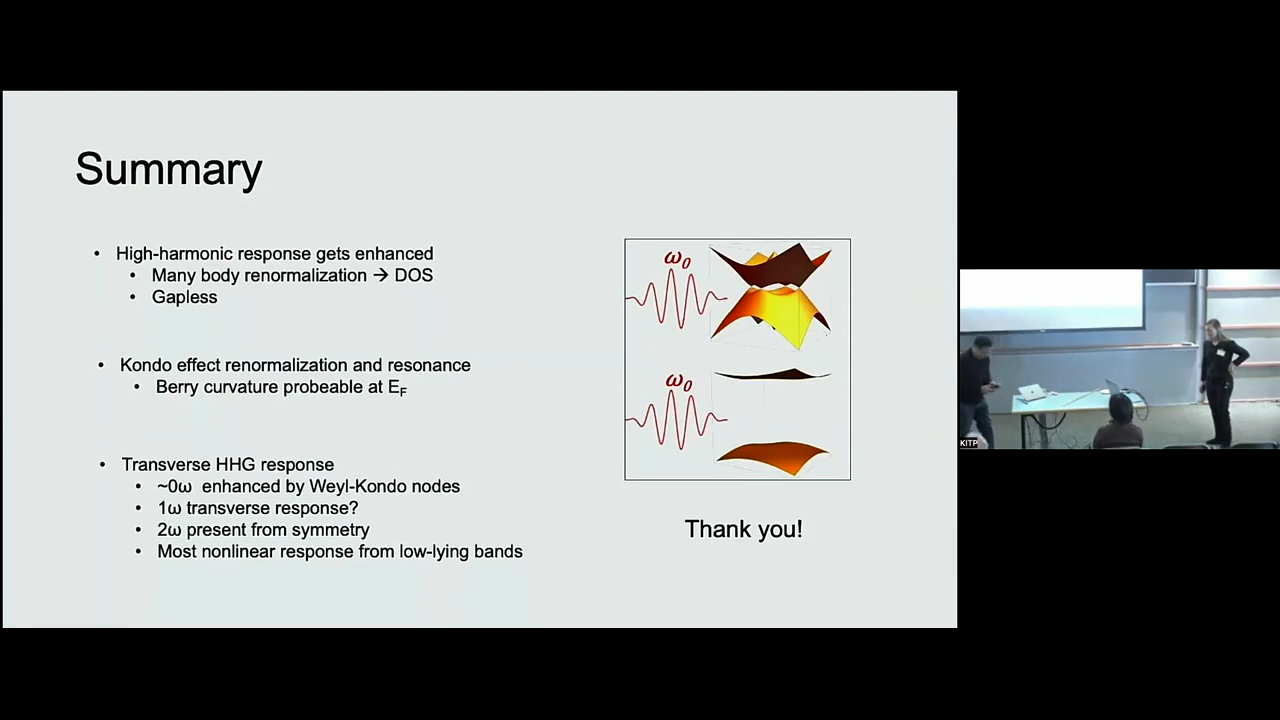 Summary
• High-harmonic response gets enhanced
• Many body renormalization → DOS
• Gapless
• Kondo effect renormalization and resonance
• Berry curvature probeable at E_F
• Transverse HHG response
• ~0ω enhanced by Weyl-Kondo nodes
• 1ω transverse response?
• 2ω present from symmetry
• Most nonlinear response from low-lying bands
ω₀
ω₀
Thank you!
KITP